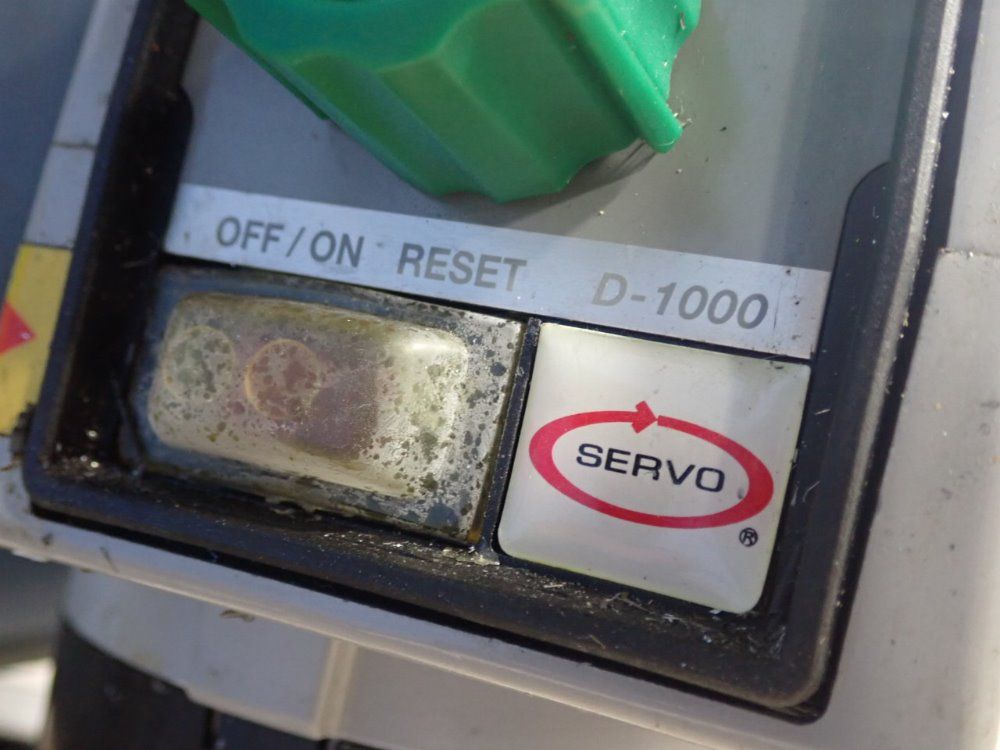 OFF/ON RESET D-1000
SERVO
®